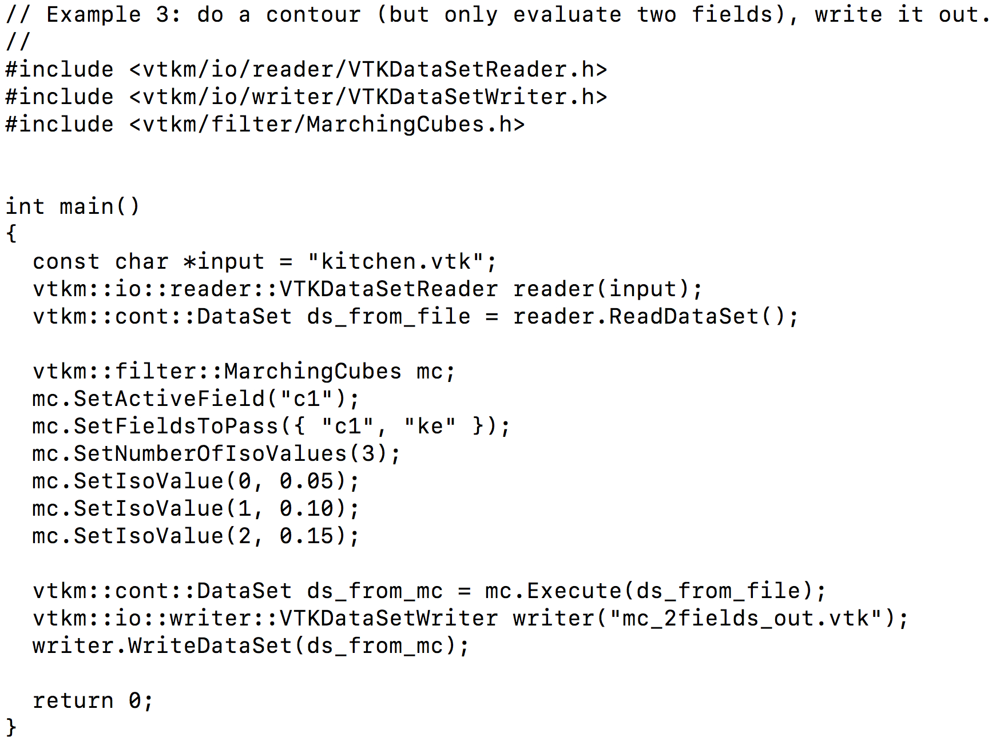 // Example 3: do a contour (but only evaluate two fields), write it out.
//
#include <vtkm/io/reader/VTKDataSetReader.h>
#include <vtkm/io/writer/VTKDataSetWriter.h>
#include <vtkm/filter/MarchingCubes.h>


int main()
{
  const char *input = "kitchen.vtk";
  vtkm::io::reader::VTKDataSetReader reader(input);
  vtkm::cont::DataSet ds_from_file = reader.ReadDataSet();

  vtkm::filter::MarchingCubes mc;
  mc.SetActiveField("c1");
  mc.SetFieldsToPass({ "c1", "ke" });
  mc.SetNumberOfIsoValues(3);
  mc.SetIsoValue(0, 0.05);
  mc.SetIsoValue(1, 0.10);
  mc.SetIsoValue(2, 0.15);

  vtkm::cont::DataSet ds_from_mc = mc.Execute(ds_from_file);
  vtkm::io::writer::VTKDataSetWriter writer("mc_2fields_out.vtk");
  writer.WriteDataSet(ds_from_mc);

  return 0;
}